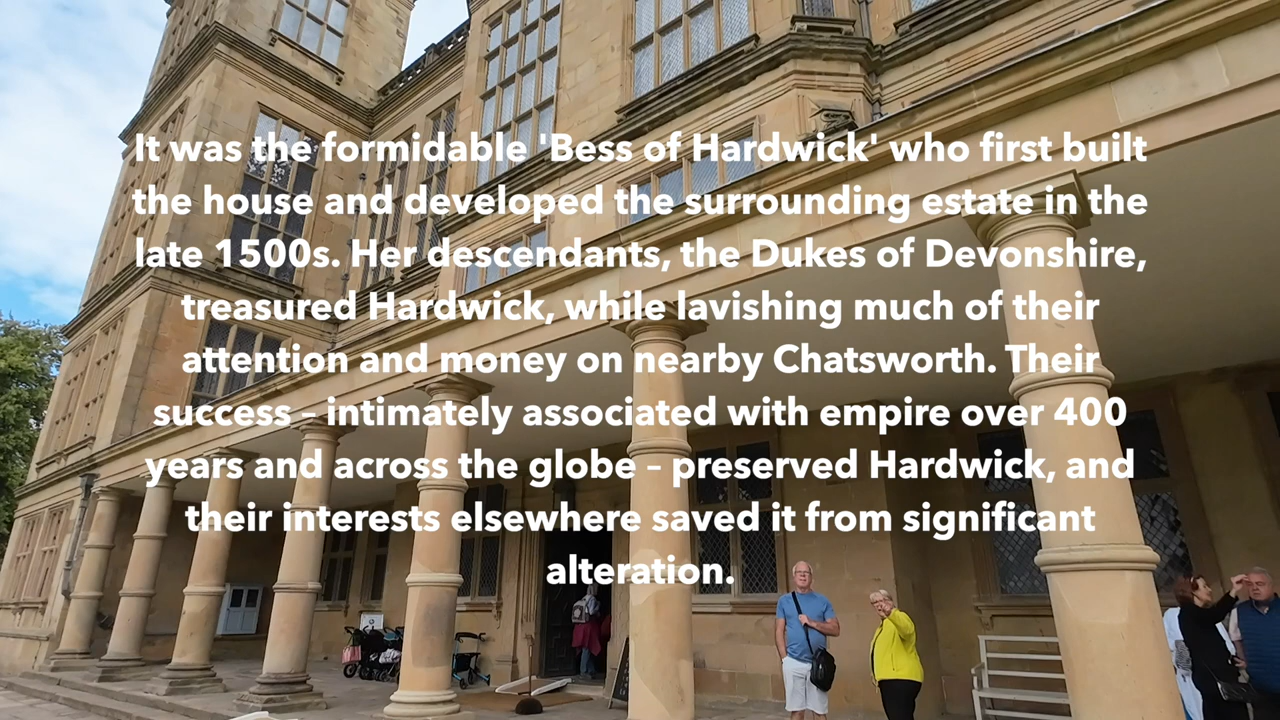 It was the formidable 'Bess of Hardwick' who first built
the house and developed the surrounding estate in the
late 1500s. Her descendants, the Dukes of Devonshire,
treasured Hardwick, while lavishing much of their
attention and money on nearby Chatsworth. Their
success – intimately associated with empire over 400
years and across the globe – preserved Hardwick, and
their interests elsewhere saved it from significant
alteration.